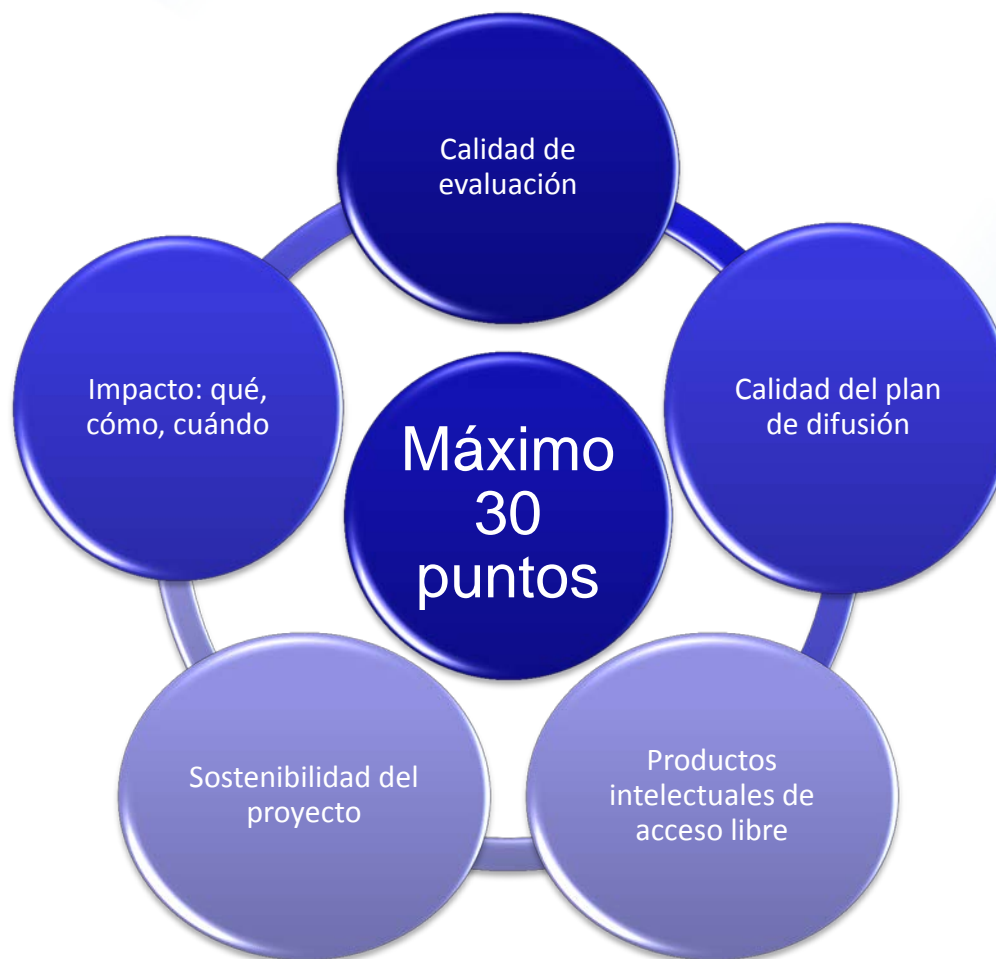 Calidad de
evaluación
Calidad del plan
de difusión
Productos
intelectuales de
acceso libre
Sostenibilidad del
proyecto
Impacto: qué,
cómo, cuándo
Máximo
30
puntos